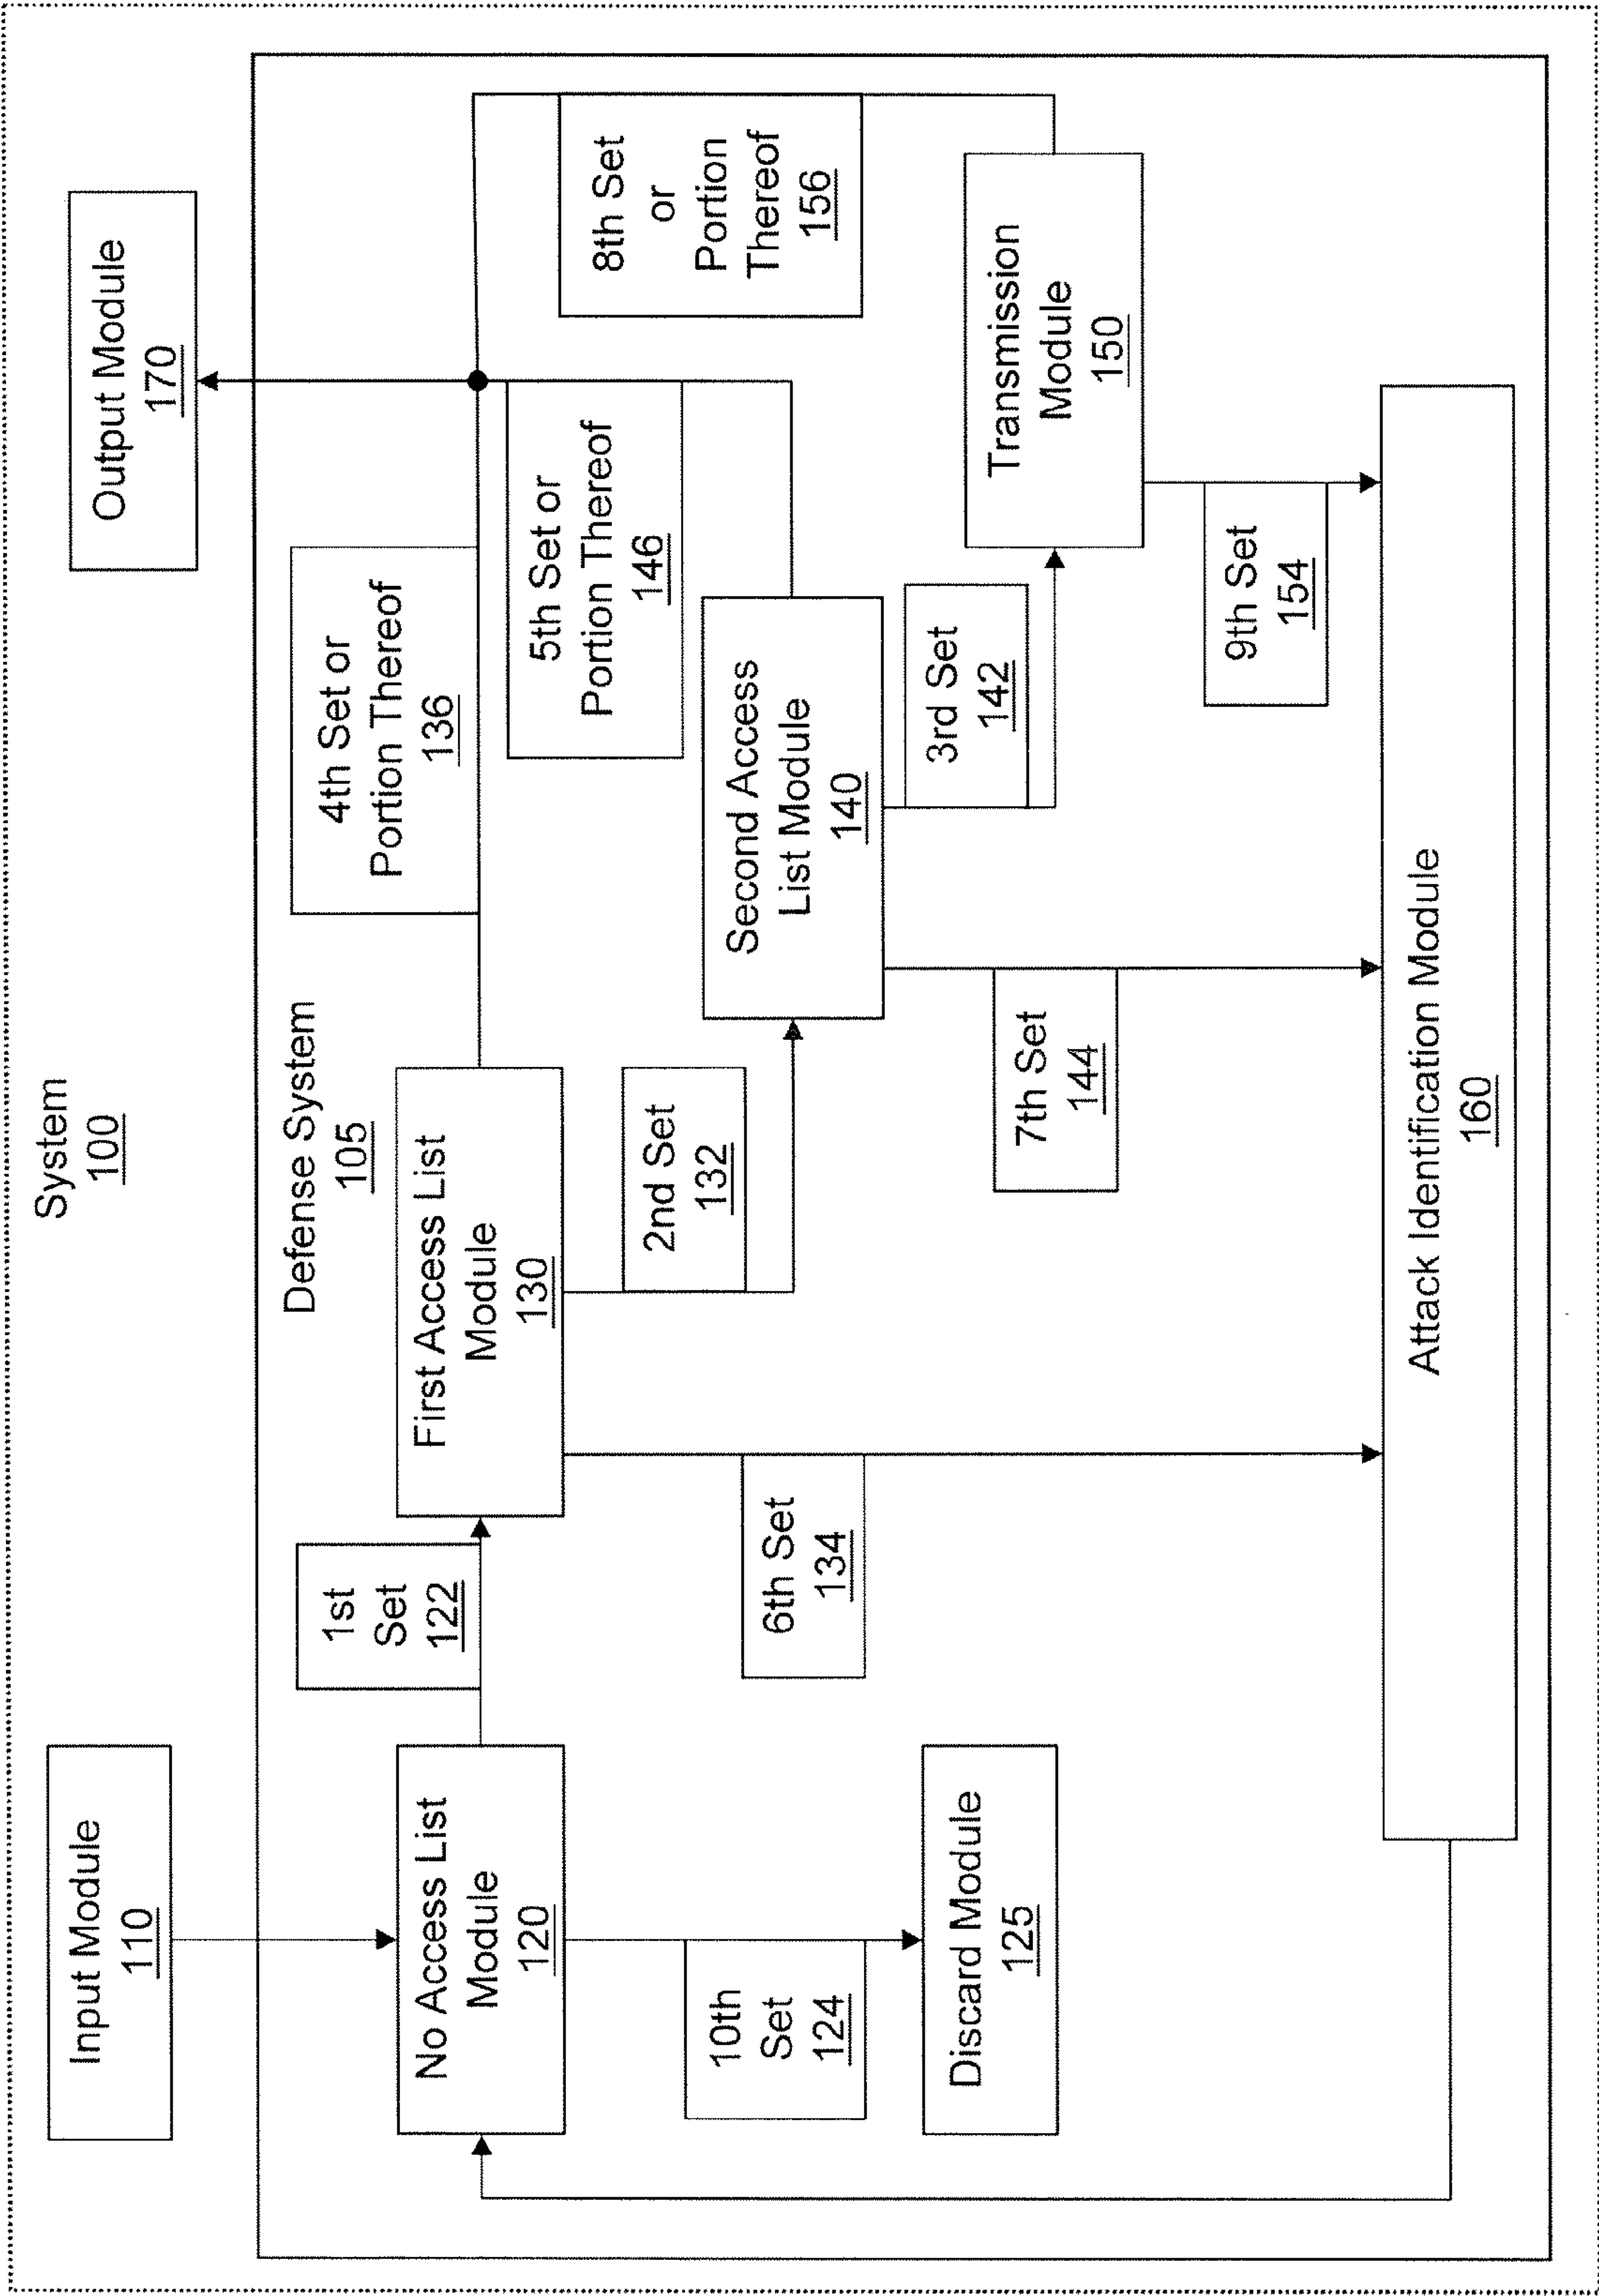 System
100
Input Module
110
Output Module
170
Defense System
105
No Access List
Module
120
1st
Set
122
First Access List
Module
130
4th Set or
Portion Thereof
136
5th Set or
Portion Thereof
146
8th Set
or
Portion
Thereof
156
2nd Set
132
Second Access
List Module
140
3rd Set
142
Transmission
Module
150
10th
Set
124
Discard Module
125
6th Set
134
7th Set
144
9th Set
154
Attack Identification Module
160